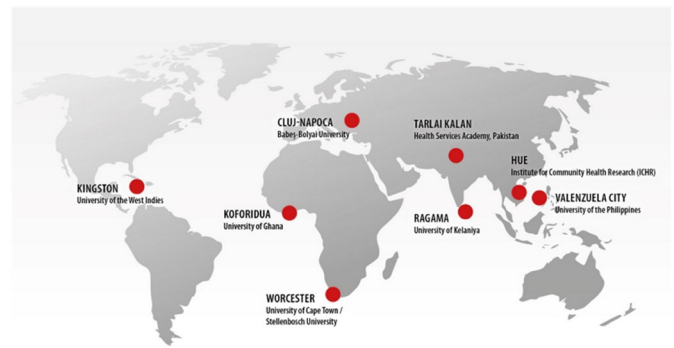 CLUJ-NAPOCA
Babeş-Bolyai University
TARLAI KALAN
Health Services Academy, Pakistan
HUE
Institute for Community Health Research (ICHR)
KINGSTON
University of the West Indies
VALENZUELA CITY
University of the Philippines
KOFORIDUA
University of Ghana
RAGAMA
University of Kelaniya
WORCESTER
University of Cape Town /
Stellenbosch University